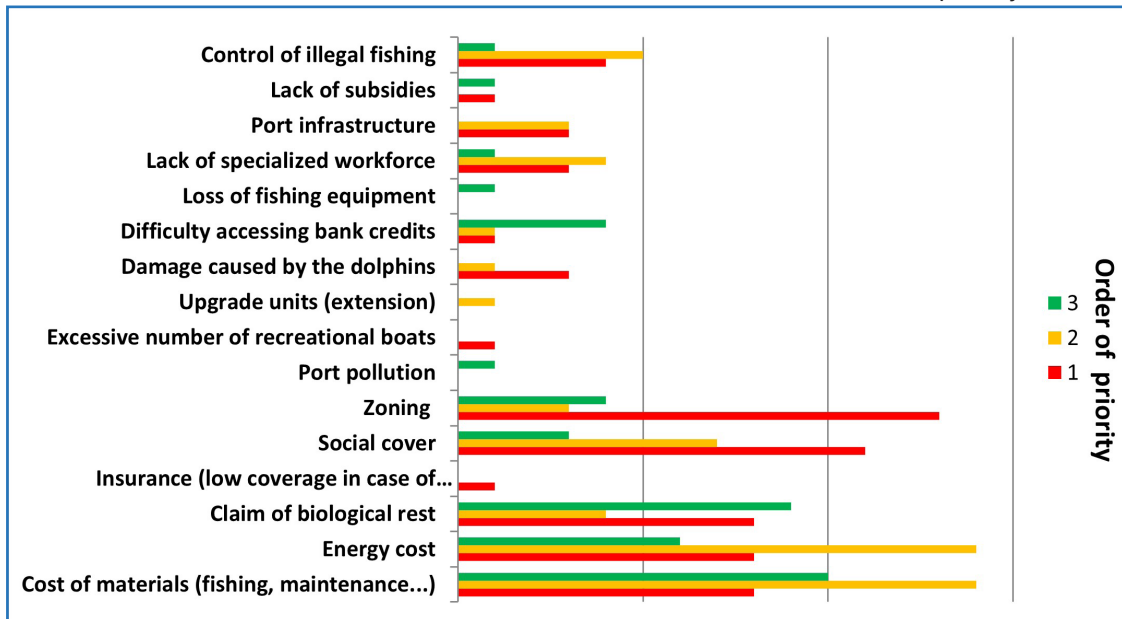 Control of illegal fishing
Lack of subsidies
Port infrastructure
Lack of specialized workforce
Loss of fishing equipment
Difficulty accessing bank credits
Damage caused by the dolphins
Upgrade units (extension)
Excessive number of recreational boats
Port pollution
Zoning
Social cover
Insurance (low coverage in case of...
Claim of biological rest
Energy cost
Cost of materials (fishing, maintenance...)
3
2
1
Order of priority